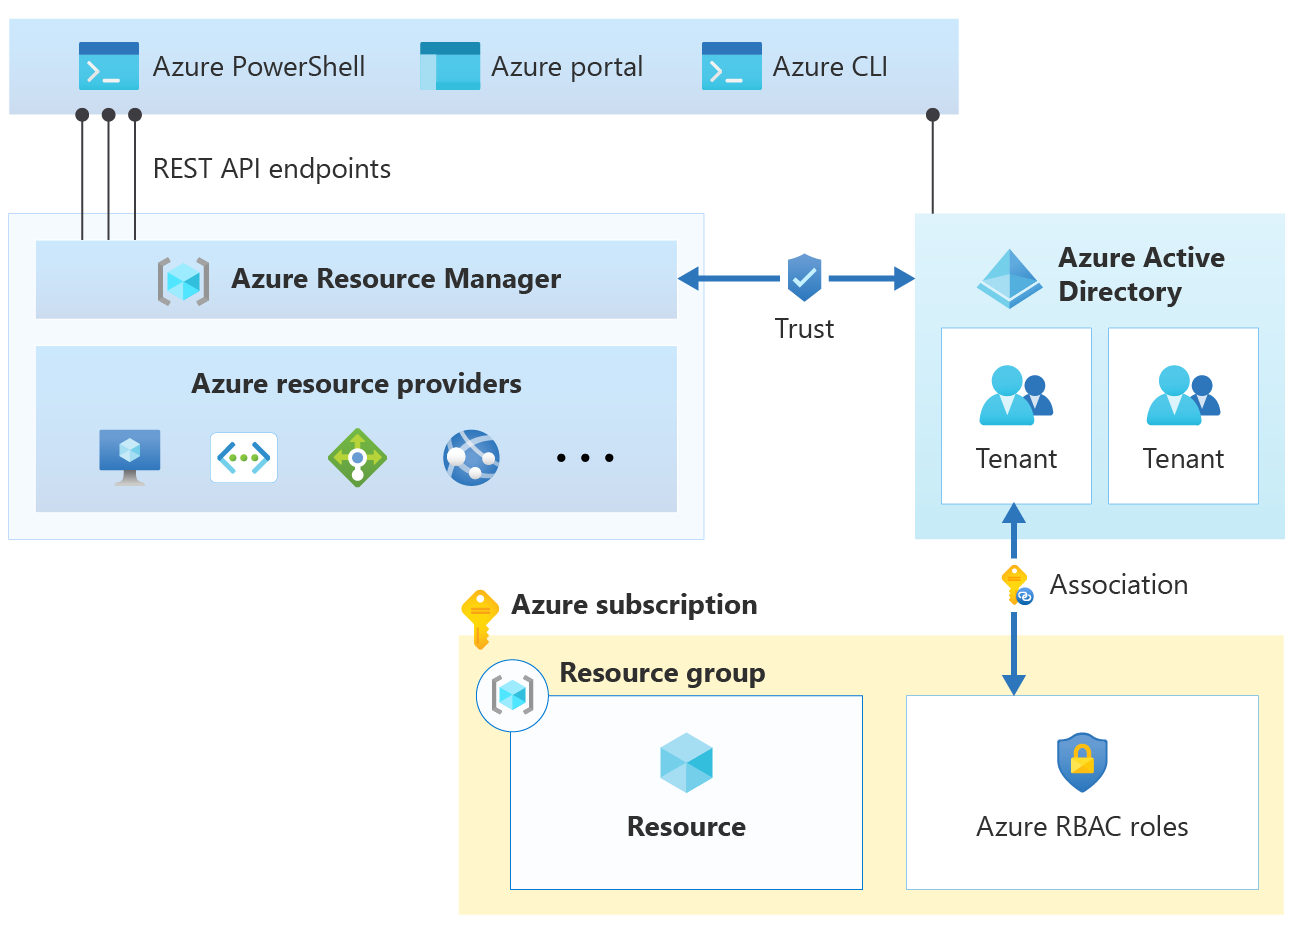 Azure PowerShell
Azure portal
Azure CLI
REST API endpoints
Azure Resource Manager
Trust
Azure Active
Directory
Azure resource providers
Tenant
Tenant
Association
Azure subscription
Resource group
Resource
Azure RBAC roles